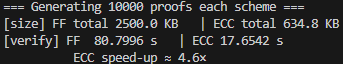 === Generating 10000 proofs each scheme ===
[size] FF total 2500.0 KB   | ECC total 634.8 KB
[verify] FF  80.7996 s   | ECC 17.6542 s
         ECC speed-up ≈ 4.6x